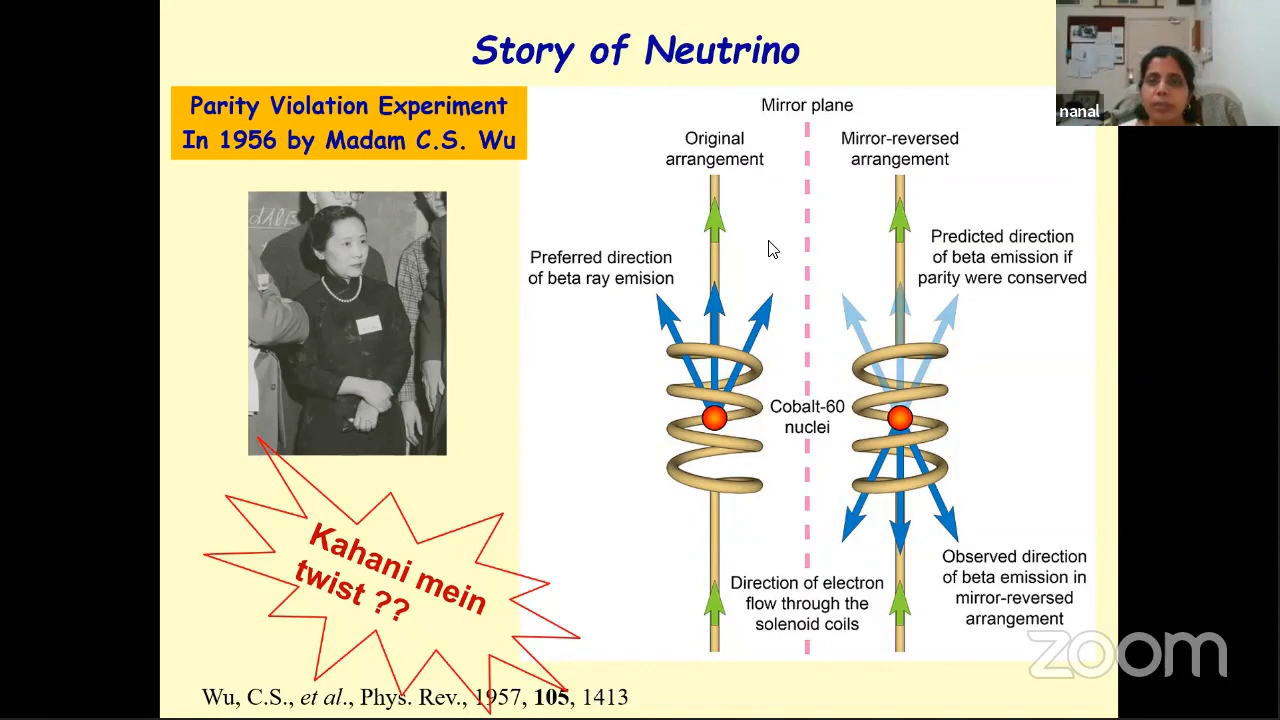 Story of Neutrino
Parity Violation Experiment
In 1956 by Madam C.S. Wu
nanal
Mirror plane
Original
arrangement
Mirror-reversed
arrangement
Preferred direction
of beta ray emision
Predicted direction
of beta emission if
parity were conserved
Cobalt-60
nuclei
Kahani mein
twist ??
Direction of electron
flow through the
solenoid coils
Observed direction
of beta emission in
mirror-reversed
arrangement
zoom
Wu, C.S., et al., Phys. Rev., 1957, 105, 1413